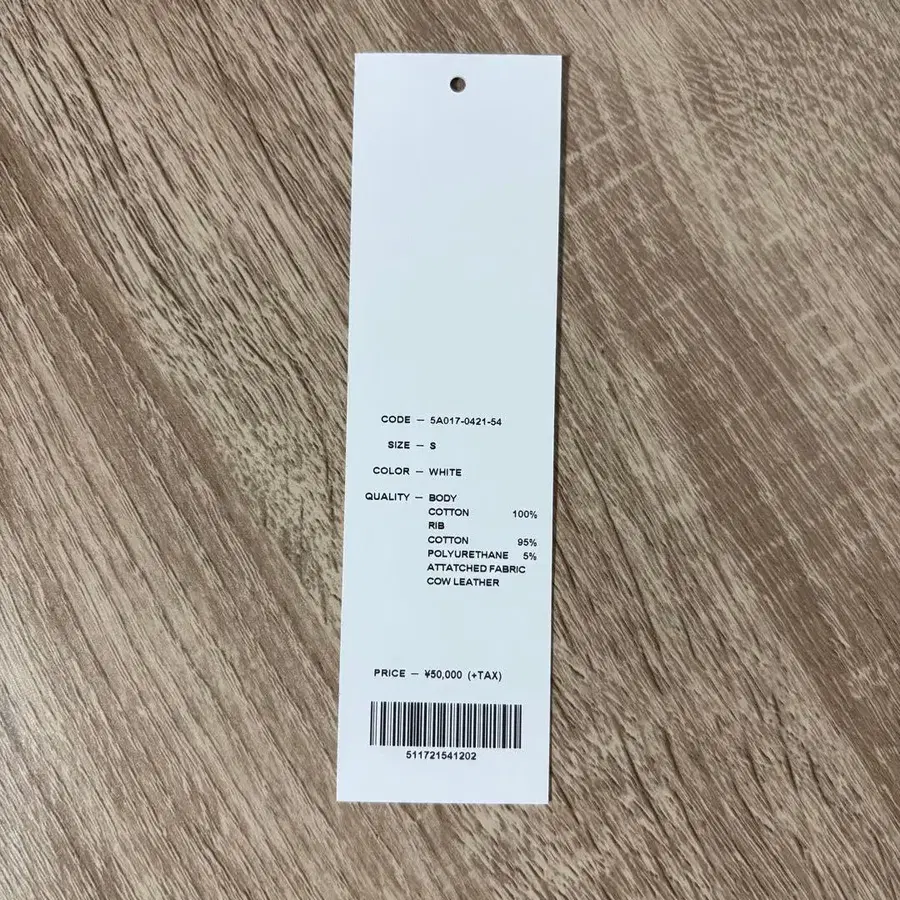 CODE — 5A017-0421-54
SIZE — S
COLOR — WHITE
QUALITY — BODY
COTTON 100%
RIB
COTTON 95%
POLYURETHANE 5%
ATTATCHED FABRIC
COW LEATHER
PRICE — ¥50,000 (+TAX)
511721541202